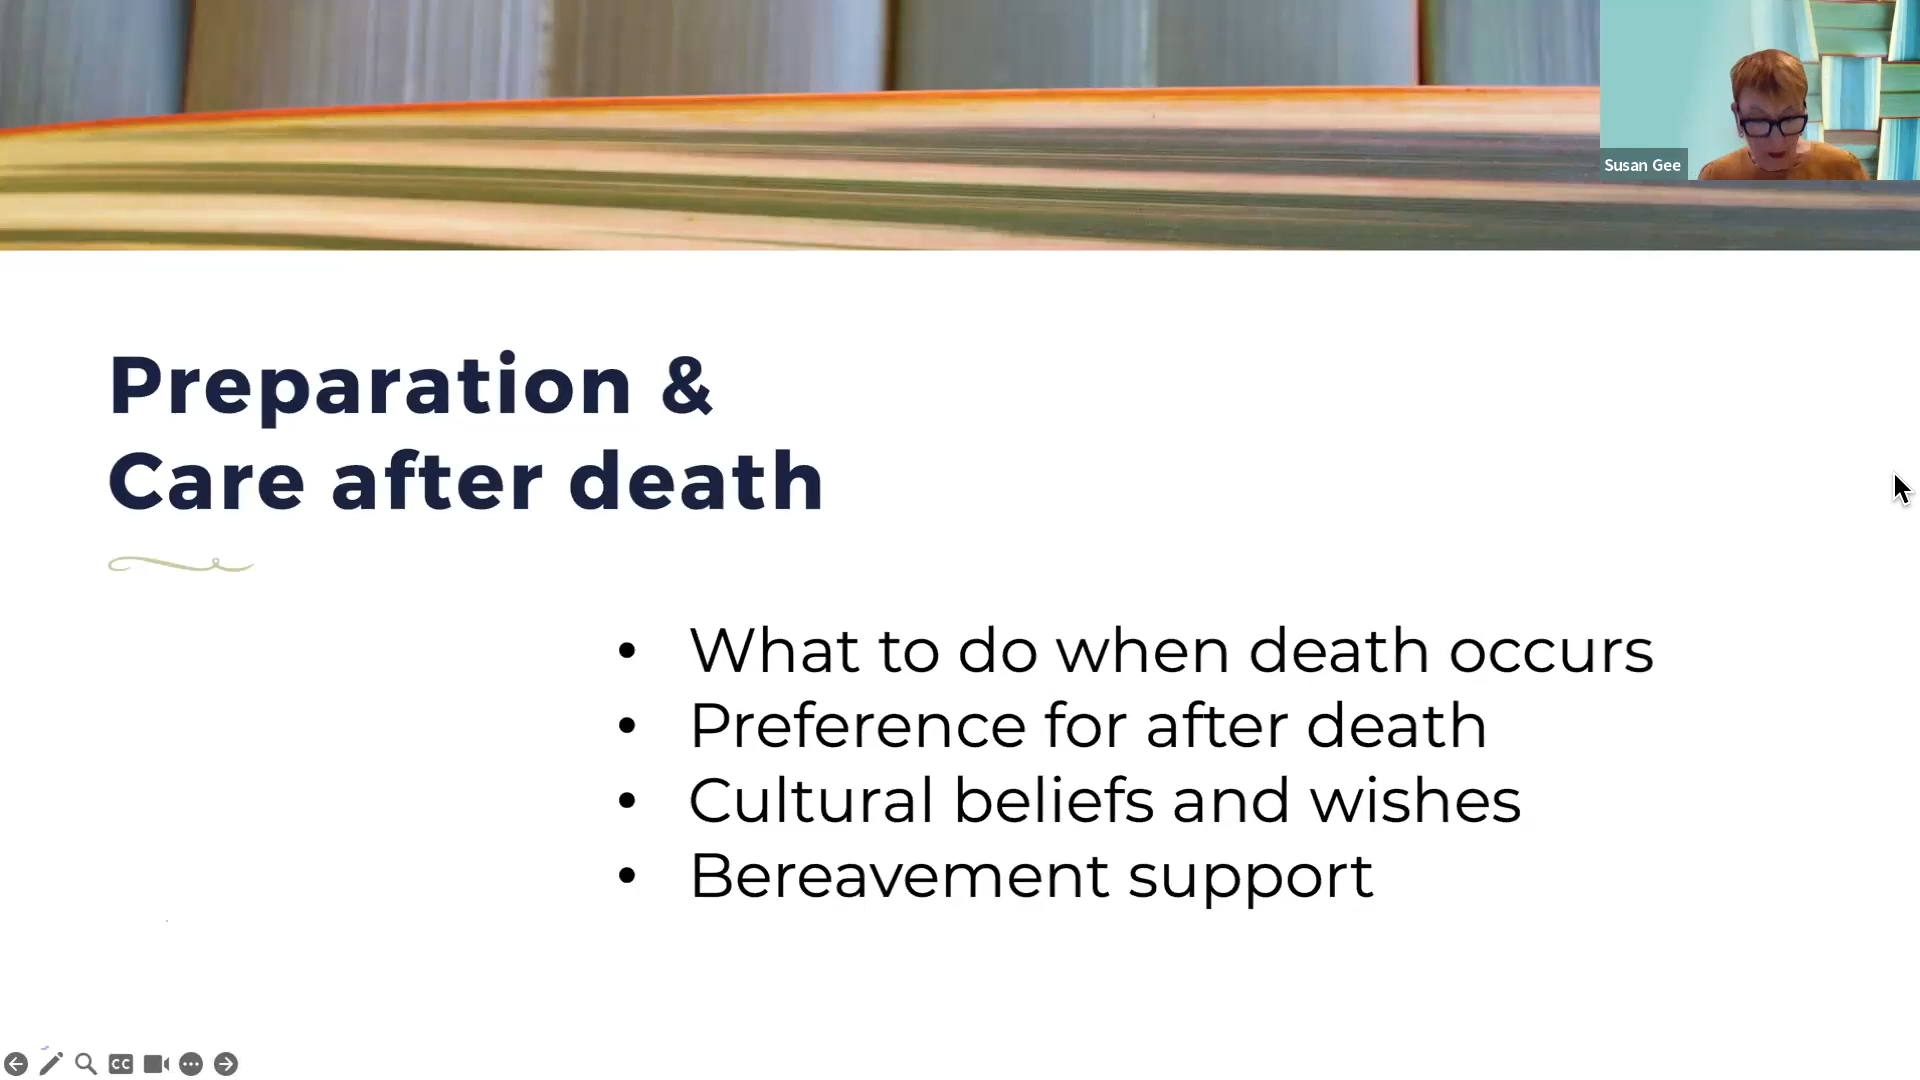 Susan Gee
Preparation &
Care after death
• What to do when death occurs
• Preference for after death
• Cultural beliefs and wishes
• Bereavement support
CC